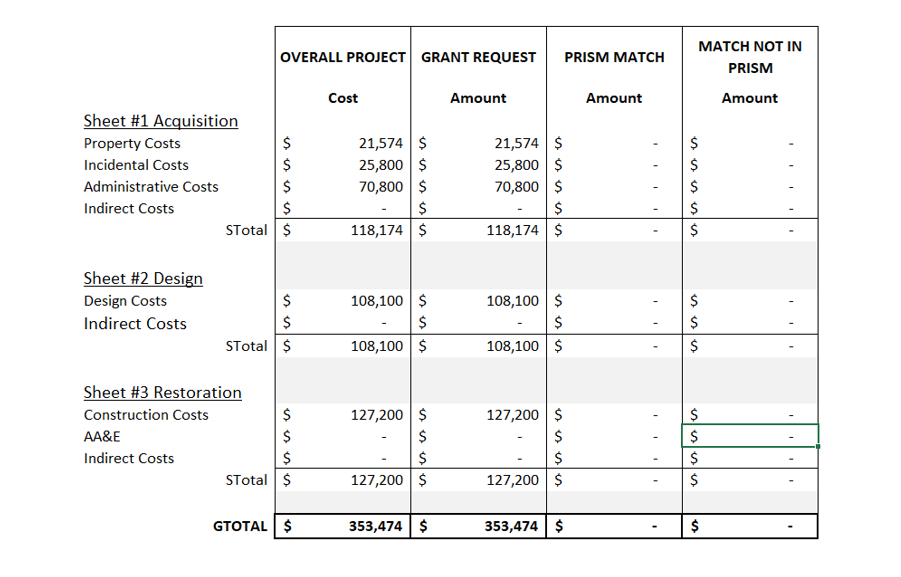 OVERALL PROJECT GRANT REQUEST PRISM MATCH MATCH NOT IN PRISM
Cost Amount Amount Amount
Sheet #1 Acquisition
Property Costs $ 21,574 $ 21,574 $ - $ -
Incidental Costs $ 25,800 $ 25,800 $ - $ -
Administrative Costs $ 70,800 $ 70,800 $ - $ -
Indirect Costs $ - $ - $ - $ -
STotal $ 118,174 $ 118,174 $ - $ -
Sheet #2 Design
Design Costs $ 108,100 $ 108,100 $ - $ -
Indirect Costs $ - $ - $ - $ -
STotal $ 108,100 $ 108,100 $ - $ -
Sheet #3 Restoration
Construction Costs $ 127,200 $ 127,200 $ - $ -
AA&E $ - $ - $ - $ -
Indirect Costs $ - $ - $ - $ -
STotal $ 127,200 $ 127,200 $ - $ -
GTOTAL $ 353,474 $ 353,474 $ - $ -